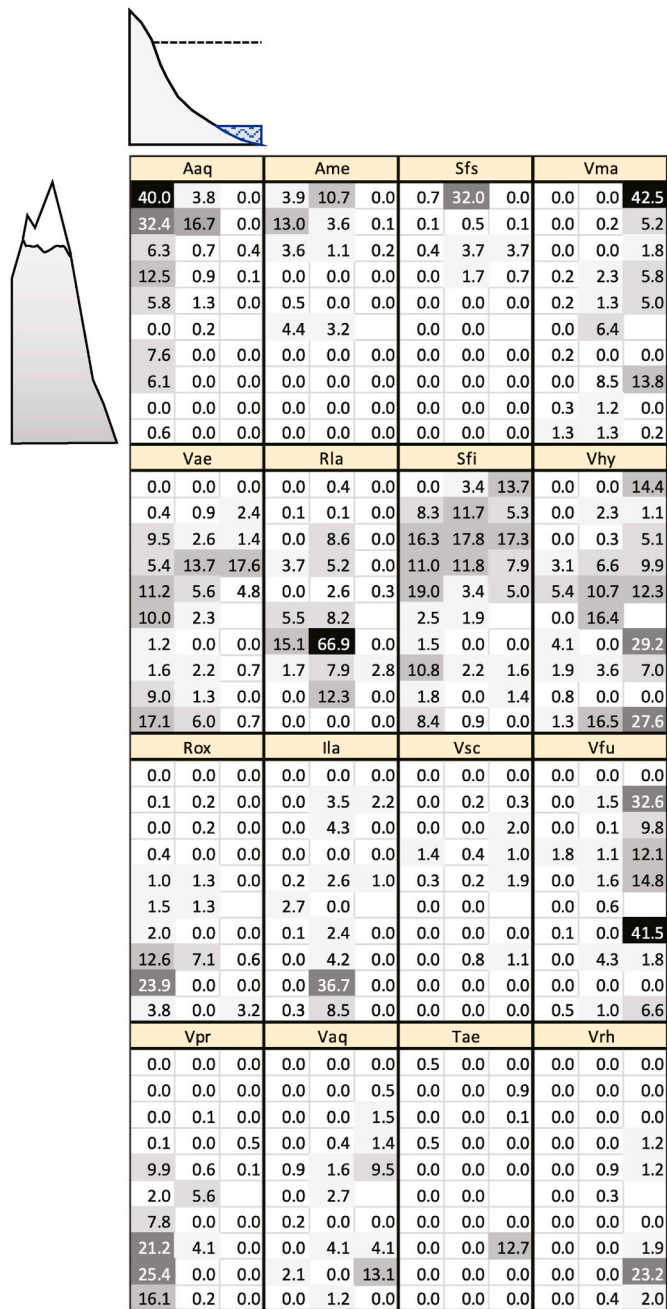 Aaq Ame Sfs Vma
40.0 3.8 0.0 3.9 10.7 0.0 0.7 32.0 0.0 0.0 0.0 42.5
32.4 16.7 0.0 13.0 3.6 0.1 0.1 0.5 0.1 0.0 0.2 5.2
6.3 0.7 0.4 3.6 1.1 0.2 0.4 3.7 3.7 0.0 0.0 1.8
12.5 0.9 0.1 0.0 0.0 0.0 0.0 1.7 0.7 0.2 2.3 5.8
5.8 1.3 0.0 0.5 0.0 0.0 0.0 0.0 0.0 0.2 1.3 5.0
0.0 0.2 4.4 3.2 0.0 0.0 0.0 6.4
7.6 0.0 0.0 0.0 0.0 0.0 0.0 0.0 0.0 0.2 0.0 0.0
6.1 0.0 0.0 0.0 0.0 0.0 0.0 0.0 0.0 0.0 8.5 13.8
0.0 0.0 0.0 0.0 0.0 0.0 0.0 0.0 0.0 0.3 1.2 0.0
0.6 0.0 0.0 0.0 0.0 0.0 0.0 0.0 0.0 1.3 1.3 0.2
Vae Rla Sfi Vhy
0.0 0.0 0.0 0.0 0.4 0.0 0.0 3.4 13.7 0.0 0.0 14.4
0.4 0.9 2.4 0.1 0.1 0.0 8.3 11.7 5.3 0.0 2.3 1.1
9.5 2.6 1.4 0.0 8.6 0.0 16.3 17.8 17.3 0.0 0.3 5.1
5.4 13.7 17.6 3.7 5.2 0.0 11.0 11.8 7.9 3.1 6.6 9.9
11.2 5.6 4.8 0.0 2.6 0.3 19.0 3.4 5.0 5.4 10.7 12.3
10.0 2.3 5.5 8.2 2.5 1.9 0.0 16.4
1.2 0.0 0.0 15.1 66.9 0.0 1.5 0.0 0.0 4.1 0.0 29.2
1.6 2.2 0.7 1.7 7.9 2.8 10.8 2.2 1.6 1.9 3.6 7.0
9.0 1.3 0.0 0.0 12.3 0.0 1.8 0.0 1.4 0.8 0.0 0.0
17.1 6.0 0.7 0.0 0.0 0.0 8.4 0.9 0.0 1.3 16.5 27.6
Rox Ila Vsc Vfu
0.0 0.0 0.0 0.0 0.0 0.0 0.0 0.0 0.0 0.0 0.0 0.0
0.1 0.2 0.0 0.0 3.5 2.2 0.0 0.2 0.3 0.0 1.5 32.6
0.0 0.2 0.0 0.0 4.3 0.0 0.0 0.0 2.0 0.0 0.1 9.8
0.4 0.0 0.0 0.0 0.0 0.0 1.4 0.4 1.0 1.8 1.1 12.1
1.0 1.3 0.0 0.2 2.6 1.0 0.3 0.2 1.9 0.0 1.6 14.8
1.5 1.3 2.7 0.0 0.0 0.0 0.0 0.6
2.0 0.0 0.0 0.1 2.4 0.0 0.0 0.0 0.0 0.1 0.0 41.5
12.6 7.1 0.6 0.0 4.2 0.0 0.0 0.8 1.1 0.0 4.3 1.8
23.9 0.0 0.0 0.0 36.7 0.0 0.0 0.0 0.0 0.0 0.0 0.0
3.8 0.0 3.2 0.3 8.5 0.0 0.0 0.0 0.0 0.5 1.0 6.6
Vpr Vaq Tae Vrh
0.0 0.0 0.0 0.0 0.0 0.0 0.5 0.0 0.0 0.0 0.0 0.0
0.0 0.0 0.0 0.0 0.0 0.5 0.0 0.0 0.9 0.0 0.0 0.0
0.0 0.1 0.0 0.0 0.0 1.5 0.0 0.0 0.1 0.0 0.0 0.0
0.1 0.0 0.5 0.0 0.4 1.4 0.5 0.0 0.0 0.0 0.0 1.2
9.9 0.6 0.1 0.9 1.6 9.5 0.0 0.0 0.0 0.0 0.9 1.2
2.0 5.6 0.0 2.7 0.0 0.0 0.0 0.3
7.8 0.0 0.0 0.2 0.0 0.0 0.0 0.0 0.0 0.0 0.0 0.0
21.2 4.1 0.0 0.0 4.1 4.1 0.0 0.0 12.7 0.0 0.0 1.9
25.4 0.0 0.0 2.1 0.0 13.1 0.0 0.0 0.0 0.0 0.0 23.2
16.1 0.2 0.0 0.0 1.2 0.0 0.0 0.0 0.0 0.0 0.4 2.0